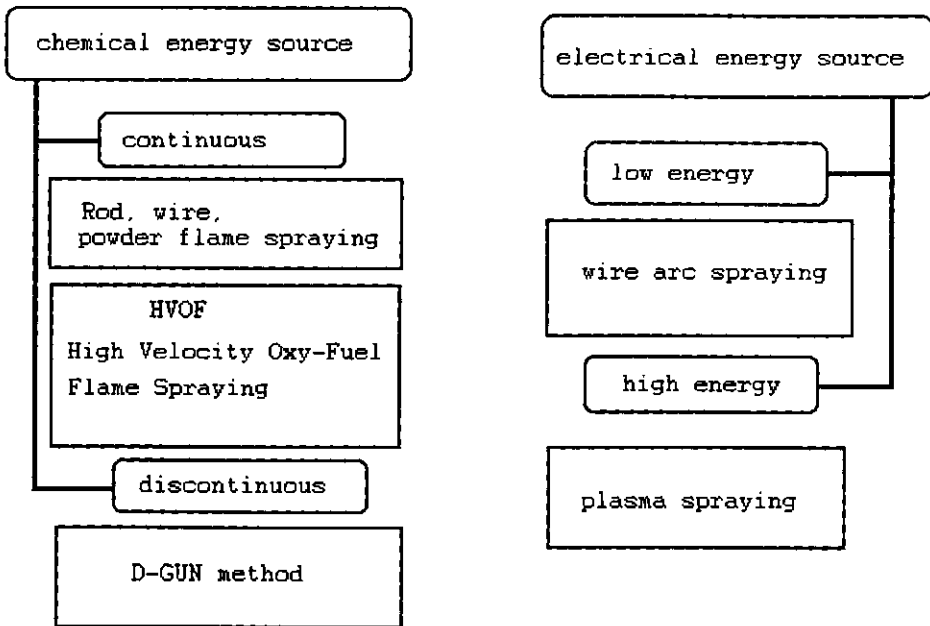 chemical energy source
continuous
Rod, wire,
powder flame spraying
HVOF
High Velocity Oxy-Fuel
Flame Spraying
discontinuous
D-GUN method
electrical energy source
low energy
wire arc spraying
high energy
plasma spraying